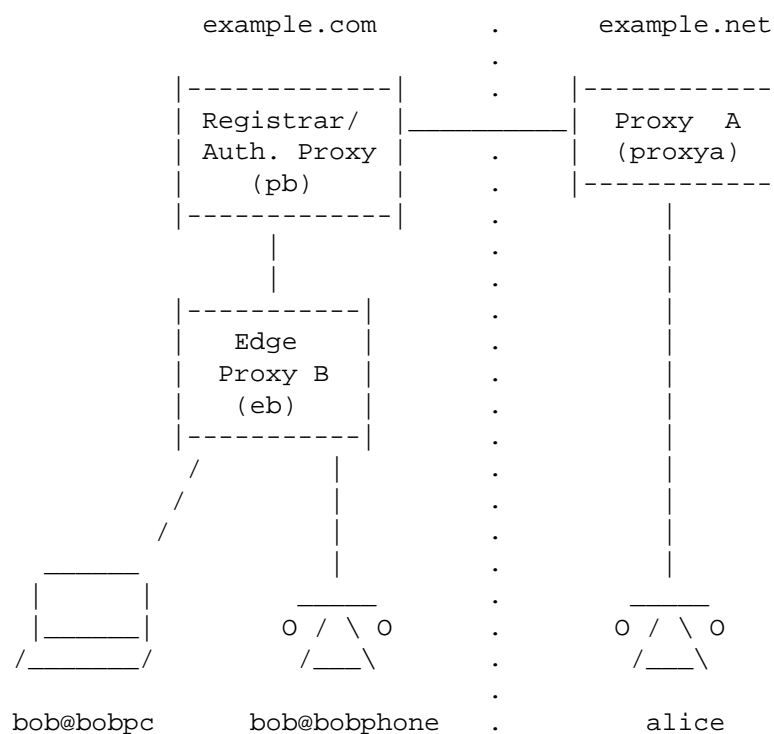 example.com . example.net
Registrar/ Proxy A
Auth. Proxy (proxya)
(pb)
Edge
Proxy B
(eb)
O / \ O O / \ O
bob@bobpc bob@bobphone . alice